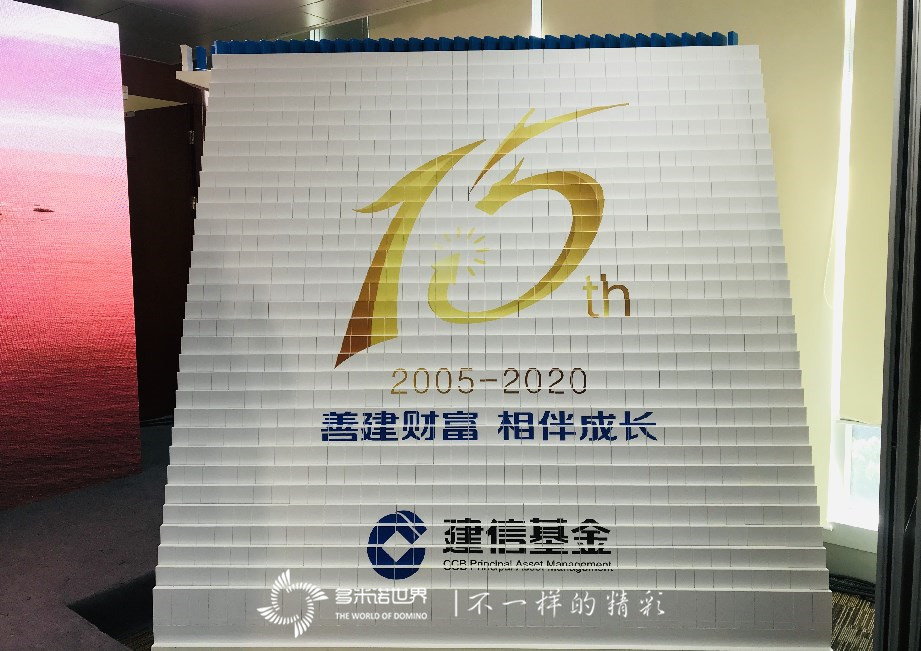 15th
2005-2020
善建财富 相伴成长
建信基金
CCB Principal Asset Management
多米诺世界 | 不一样的精彩
THE WORLD OF DOMINO